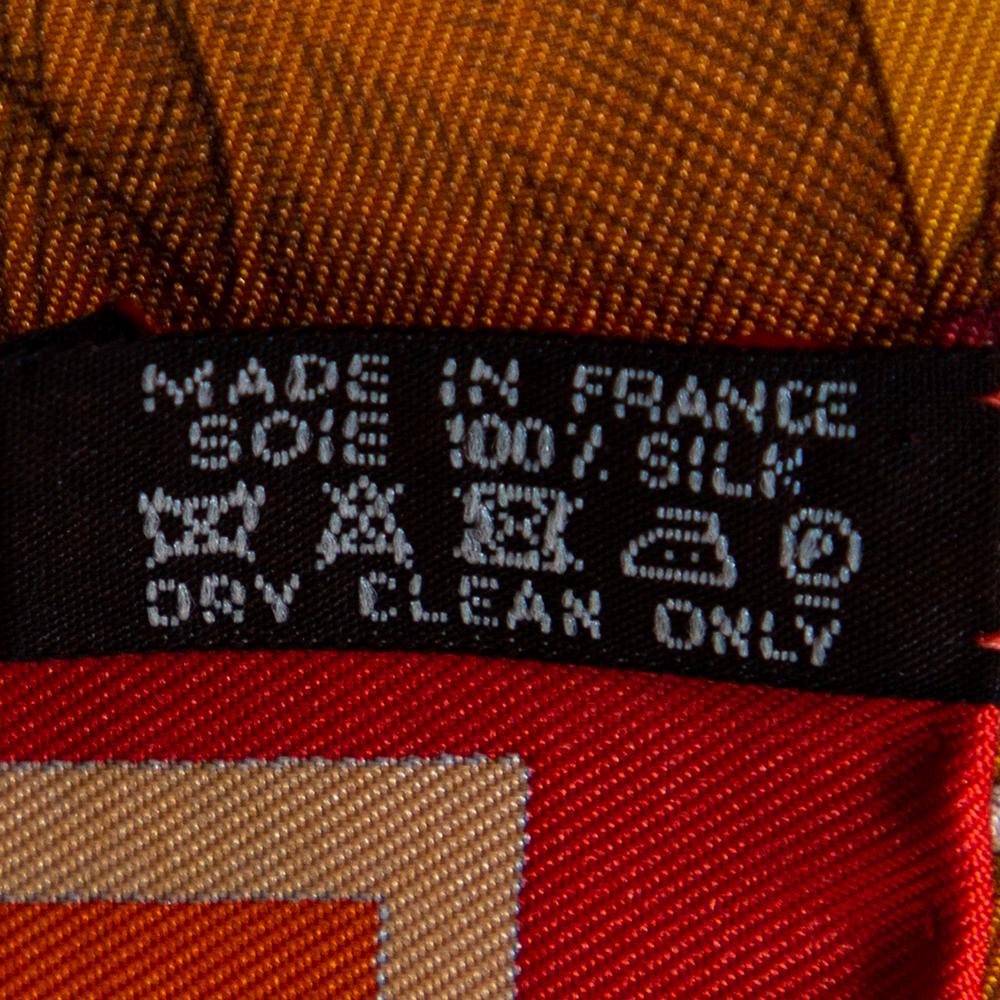 MADE IN FRANCE
SOIE 100% SILK
P
DRY CLEAN ONLY